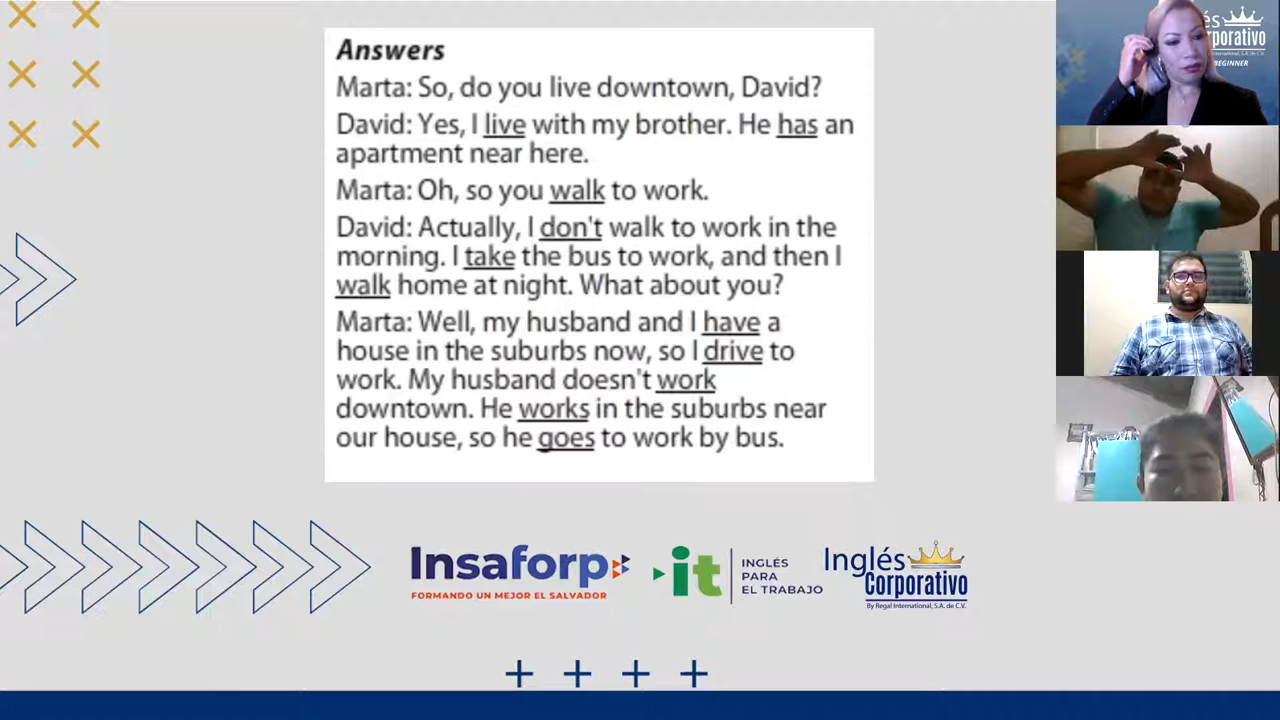 Answers
Marta: So, do you live downtown, David?
David: Yes, I live with my brother. He has an
apartment near here.
Marta: Oh, so you walk to work.
David: Actually, I don't walk to work in the
morning. I take the bus to work, and then I
walk home at night. What about you?
Marta: Well, my husband and I have a
house in the suburbs now, so I drive to
work. My husband doesn't work
downtown. He works in the suburbs near
our house, so he goes to work by bus.
Insaforp
FORMANDO UN MEJOR EL SALVADOR
it
INGLÉS
PARA
EL TRABAJO
Inglés
Corporativo
By Regal International, S.A. de C.V.
és
rporativo
International, S.A. de C.V.
BEGINNER